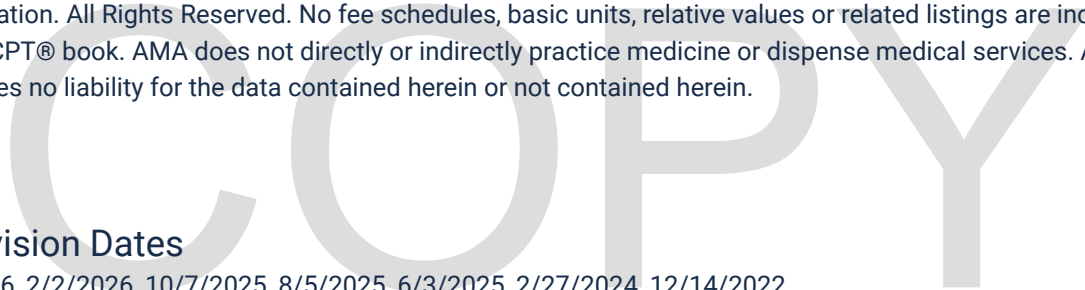 ation. All Rights Reserved. No fee schedules, basic units, relative values or related listings are inc
CPT® book. AMA does not directly or indirectly practice medicine or dispense medical services. A
es no liability for the data contained herein or not contained herein.
COPY
vision Dates
6, 2/2/2026, 10/7/2025, 8/5/2025, 6/3/2025, 2/27/2024, 12/14/2022